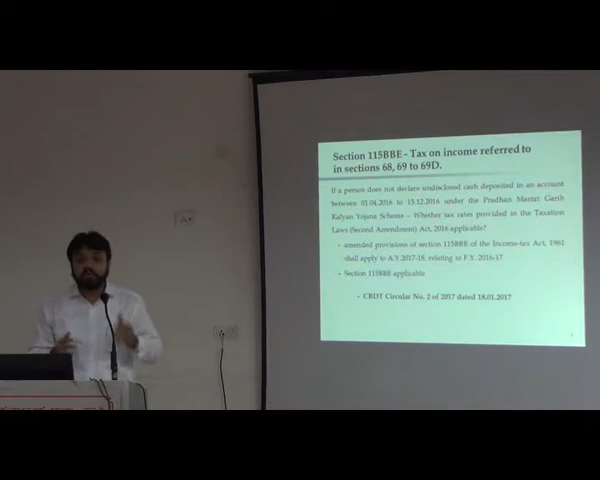 Section 115BBE – Tax on income referred to
in sections 68, 69 to 69D.
If a person does not declare undisclosed cash deposited in an account
between 01.04.2016 to 15.12.2016 under the Pradhan Mantri Garib
Kalyan Yojana Scheme – Whether tax rates provided in the Taxation
Laws (Second Amendment) Act, 2016 applicable?
• amended provisions of section 115BBE of the Income-tax Act, 1961
shall apply to A.Y.2017-18, relating to F.Y. 2016-17
• Section 115BBE applicable
– CBDT Circular No. 2 of 2017 dated 18.01.2017